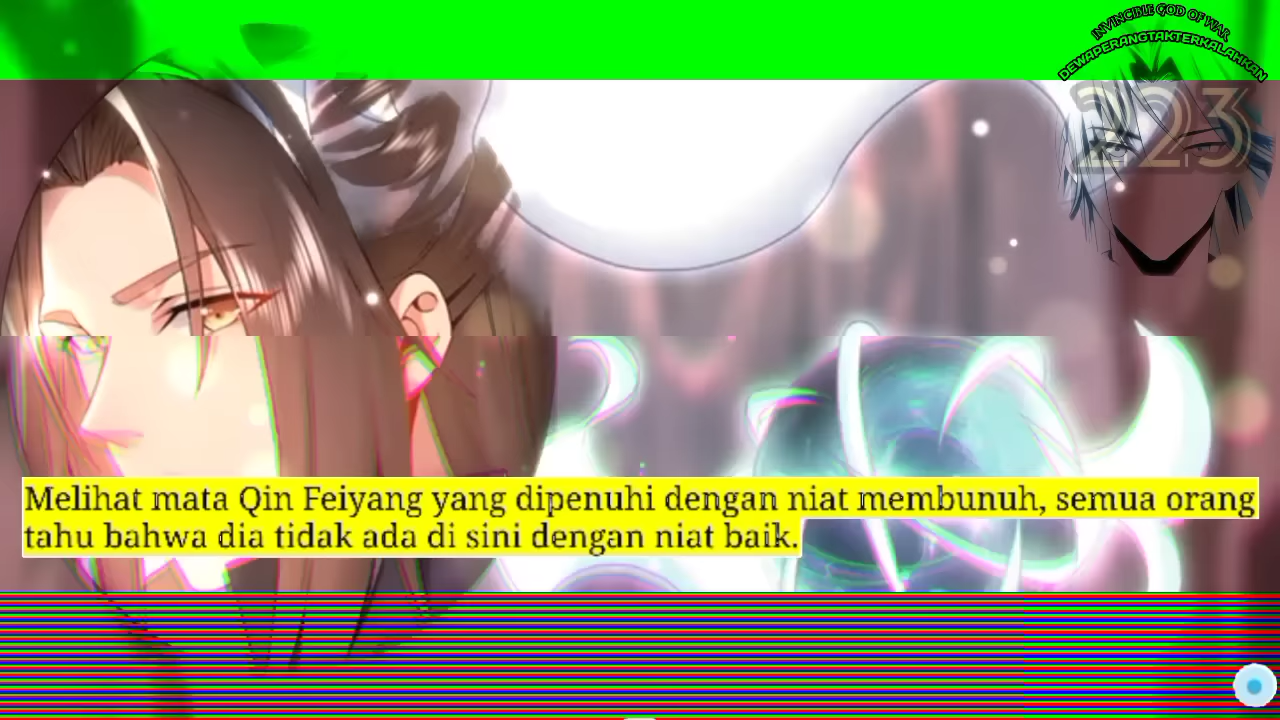 INVINCIBLE GOD OF WAR
DEWAPERANGTAKTERKALAHKAN
223
Melihat mata Qin Feiyang yang dipenuhi dengan niat membunuh, semua orang
tahu bahwa dia tidak ada di sini dengan niat baik.